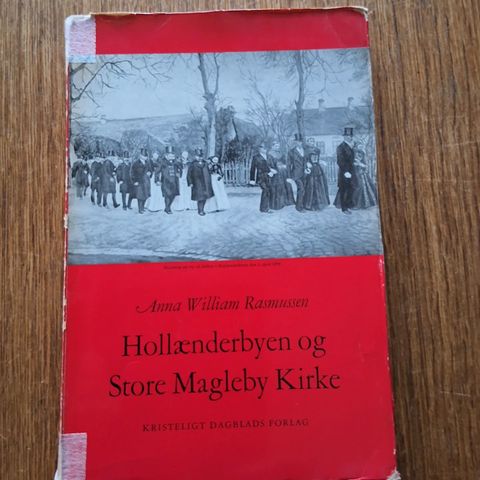 Anna William Rasmussen
Hollænderbyen og
Store Magleby Kirke
KRISTELIGT DAGBLADS FORLAG